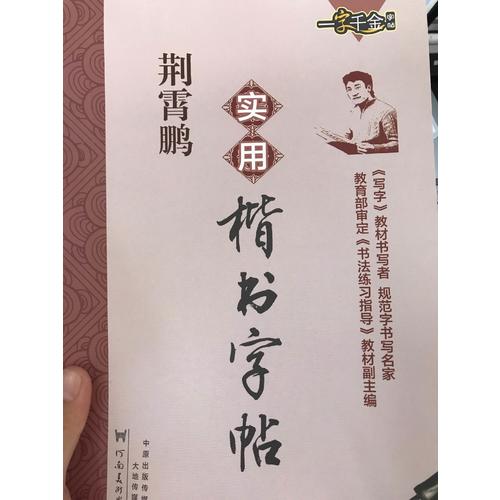 一字千金字帖
荆霄鹏
实用
楷书字帖
《写字》教材书写者 规范字书写名家
教育部审定《书法练习指导》教材副主编
河南美术出
中原出版传媒
大地传媒